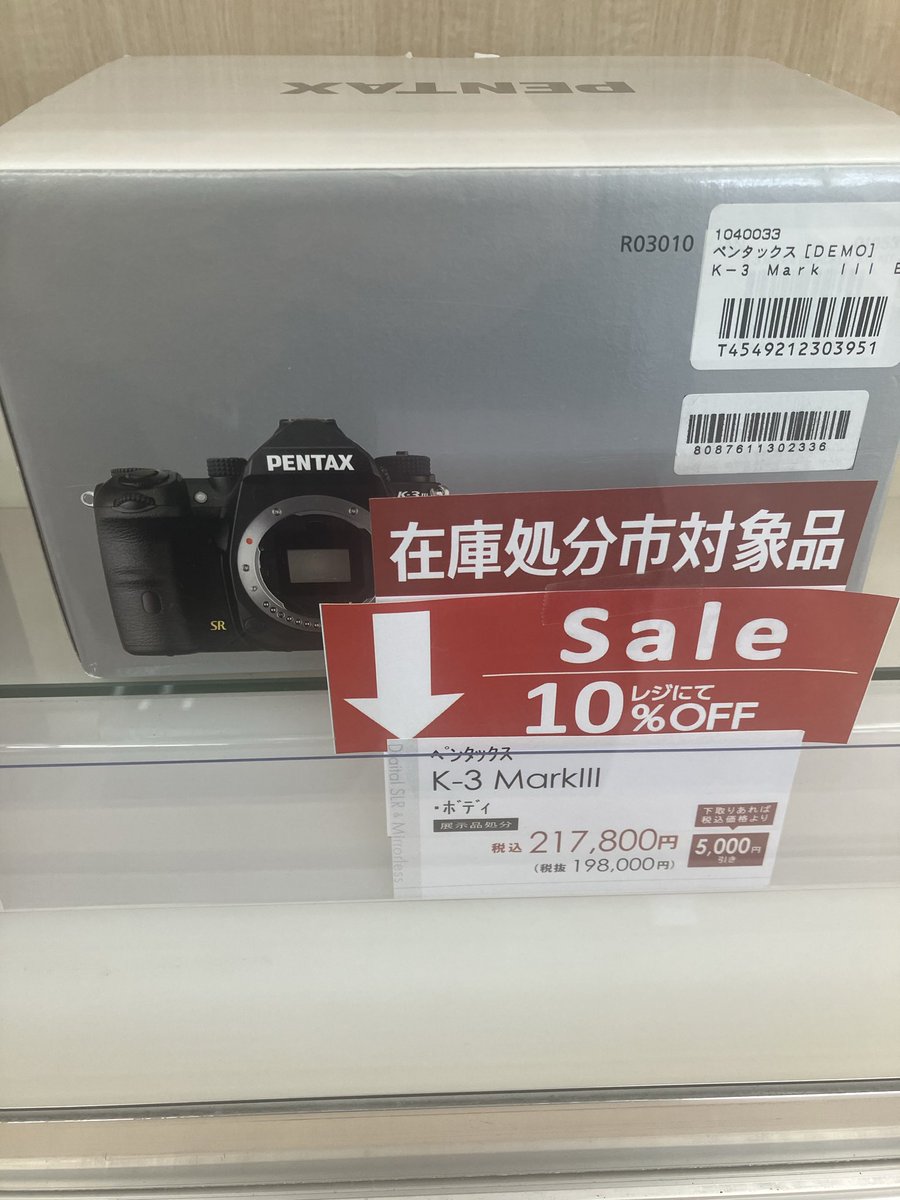 PENTAX
R03010
1040033
ペンタックス [DEMO]
K-3 Mark III
T4549212303951
8087611302336
PENTAX
K-3 III
SR
在庫処分市対象品
Sale
10%OFF
レジにて
ペンタックス
K-3 MarkIII
・ボディ
展示品処分
税込 217,800円
(税抜 198,000円)
下取りあれば
税込価格より
5,000円
引き
Digital SLR & Mirrorless